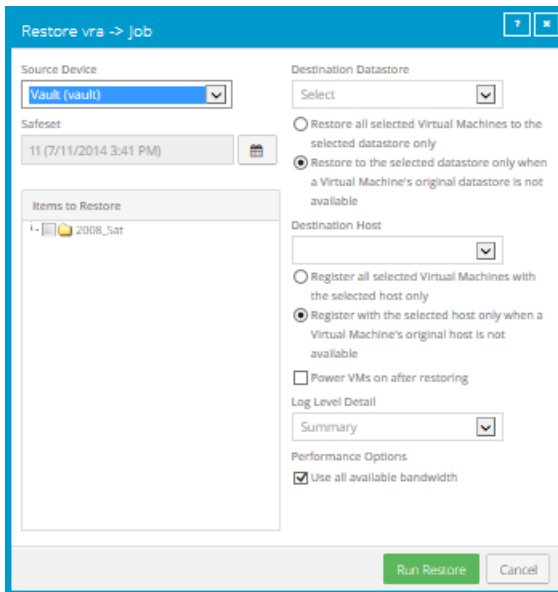 Restore vra -> Job
?
×
Source Device
Vault (vault)
Safeset
11 (7/11/2014 3:41 PM)
Items to Restore
2008_Sat
Destination Datastore
Select
Restore all selected Virtual Machines to the
selected datastore only
Restore to the selected datastore only when
a Virtual Machine's original datastore is not
available
Destination Host
Register all selected Virtual Machines with
the selected host only
Register with the selected host only when a
Virtual Machine's original host is not
available
Power VMs on after restoring
Log Level Detail
Summary
Performance Options
Use all available bandwidth
Run Restore
Cancel